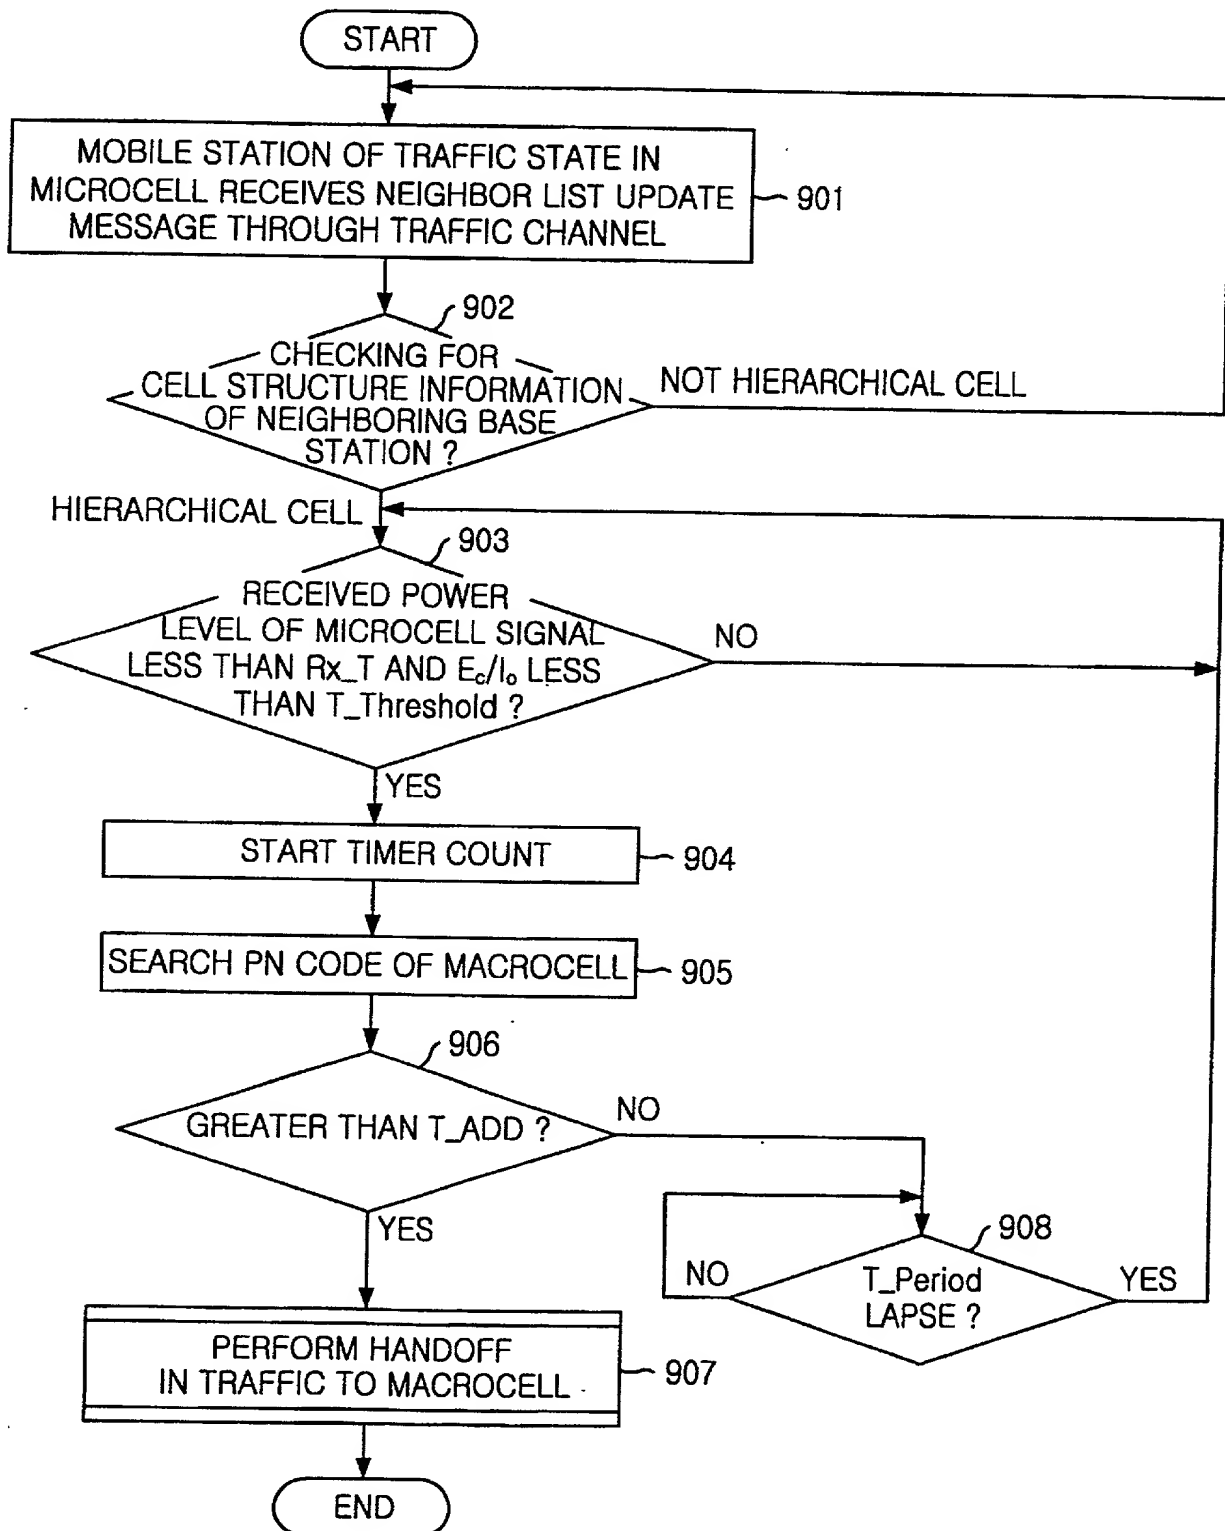 START
MOBILE STATION OF TRAFFIC STATE IN
MICROCELL RECEIVES NEIGHBOR LIST UPDATE
MESSAGE THROUGH TRAFFIC CHANNEL
901
902
CHECKING FOR
CELL STRUCTURE INFORMATION
OF NEIGHBORING BASE
STATION ?
NOT HIERARCHICAL CELL
HIERARCHICAL CELL
903
RECEIVED POWER
LEVEL OF MICROCELL SIGNAL
LESS THAN Rx_T AND Ec/Io LESS
THAN T_Threshold ?
NO
YES
START TIMER COUNT
904
SEARCH PN CODE OF MACROCELL
905
906
GREATER THAN T_ADD ?
NO
YES
908
T_Period
LAPSE ?
NO
YES
PERFORM HANDOFF
IN TRAFFIC TO MACROCELL
907
END